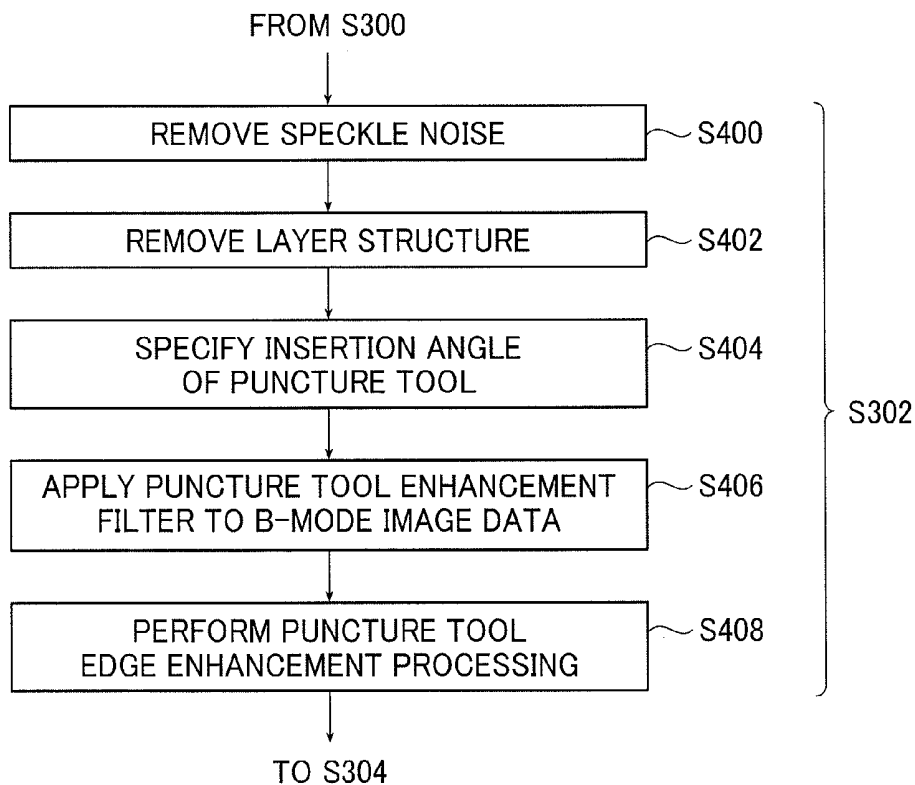 FROM S300
REMOVE SPECKLE NOISE
S400
REMOVE LAYER STRUCTURE
S402
SPECIFY INSERTION ANGLE
OF PUNCTURE TOOL
S404
S302
APPLY PUNCTURE TOOL ENHANCEMENT
FILTER TO B-MODE IMAGE DATA
S406
PERFORM PUNCTURE TOOL
EDGE ENHANCEMENT PROCESSING
S408
TO S304